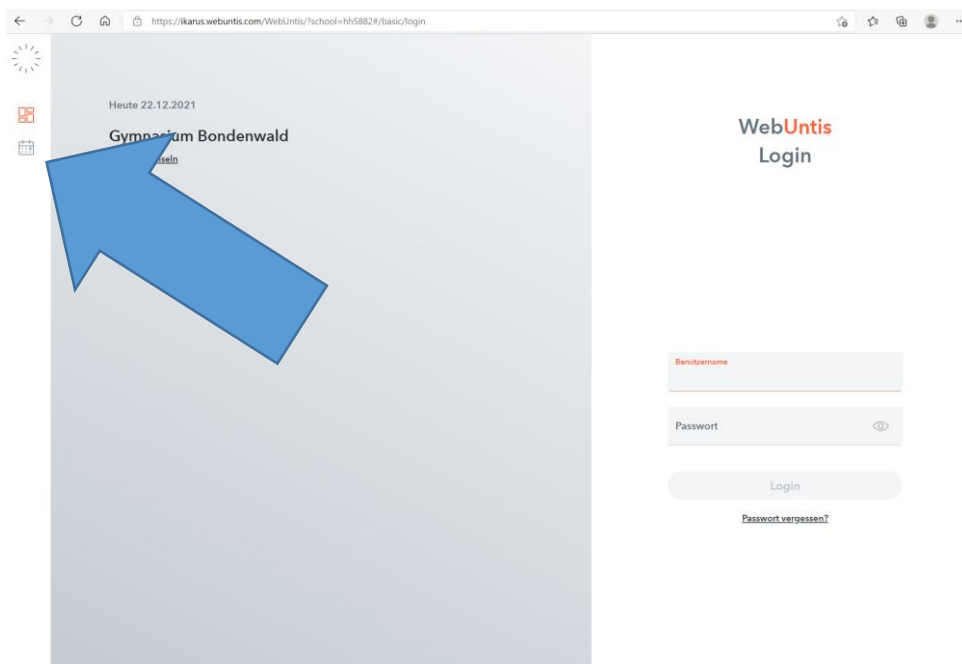 https://ikarus.webuntis.com/WebUntis/?school=hh5882#/basic/login
Heute 22.12.2021
Gymnasium Bondenwald
WebUntis
Login
Benutzername
Passwort
Login
Passwort vergessen?